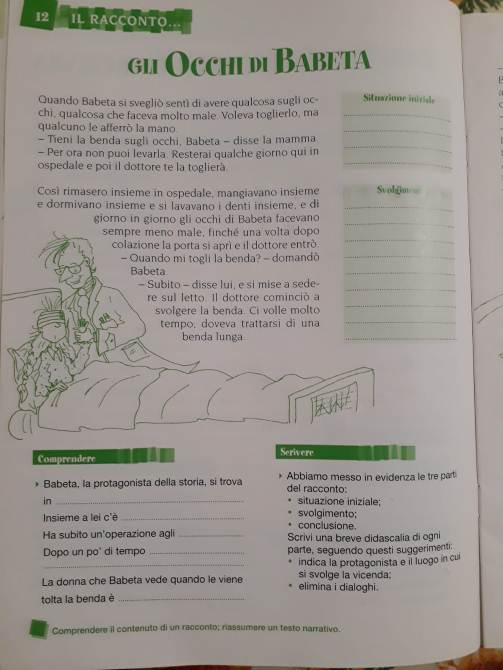 12
IL RACCONTO...
GLI OCCHI DI BABETA
Quando Babeta si svegliò sentì di avere qualcosa sugli oc-
chi, qualcosa che faceva molto male. Voleva toglierlo, ma
qualcuno le afferrò la mano.
– Tieni la benda sugli occhi, Babeta – disse la mamma.
– Per ora non puoi levarla. Resterai qualche giorno qui in
ospedale e poi il dottore te la toglierà.
Situazione iniziale
Così rimasero insieme in ospedale, mangiavano insieme
e dormivano insieme e si lavavano i denti insieme, e di
giorno in giorno gli occhi di Babeta facevano
sempre meno male, finché una volta dopo
colazione la porta si aprì e il dottore entrò.
– Quando mi togli la benda? – domandò
Babeta.
– Subito – disse lui, e si mise a sede-
re sul letto. Il dottore cominciò a
svolgere la benda. Ci volle molto
tempo, doveva trattarsi di una
benda lunga.
Svolgimento
Comprendere
Babeta, la protagonista della storia, si trova
in
Insieme a lei c'è
Ha subito un'operazione agli
Dopo un po' di tempo
La donna che Babeta vede quando le viene
tolta la benda è
Scrivere
Abbiamo messo in evidenza le tre parti
del racconto:
• situazione iniziale;
• svolgimento;
• conclusione.
Scrivi una breve didascalia di ogni
parte, seguendo questi suggerimenti:
• indica la protagonista e il luogo in cui
si svolge la vicenda;
• elimina i dialoghi.
Comprendere il contenuto di un racconto; riassumere un testo narrativo.